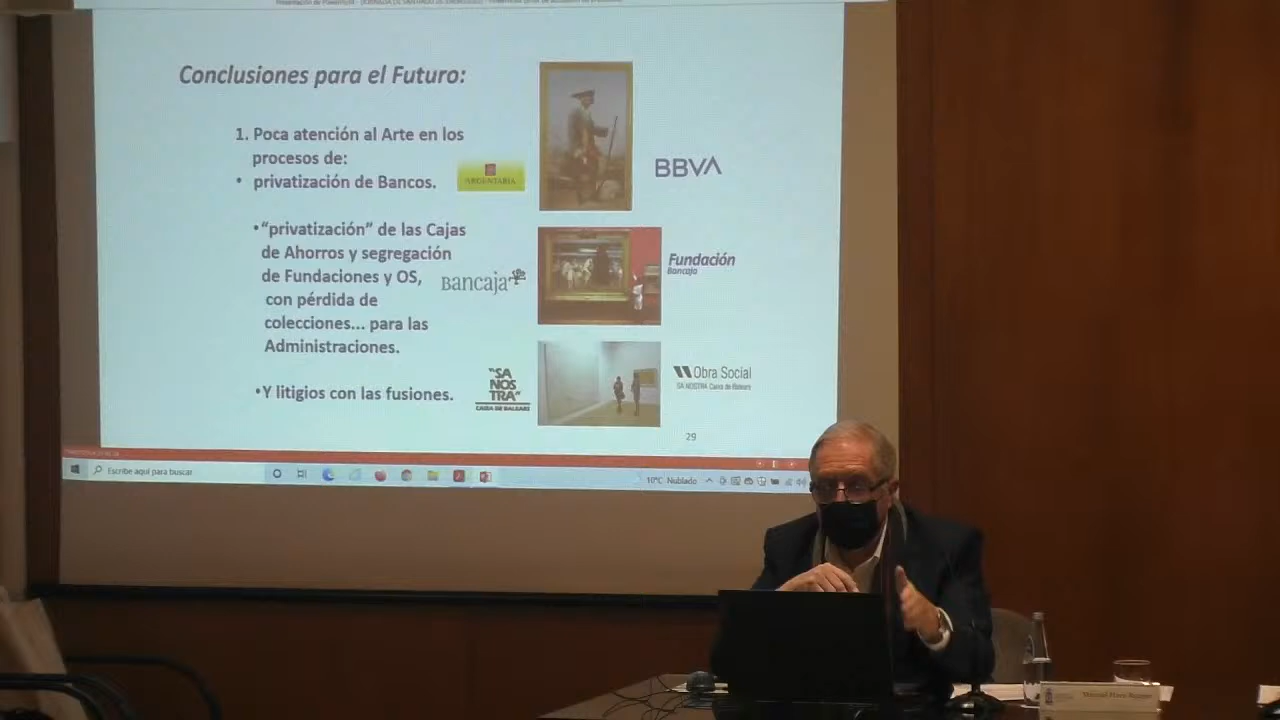 Conclusiones para el Futuro:
1. Poca atención al Arte en los
procesos de:
• privatización de Bancos.
ARGENTARIA
BBVA
•“privatización” de las Cajas
de Ahorros y segregación
de Fundaciones y OS,
con pérdida de
colecciones... para las
Administraciones.
Bancaja
Fundación
Bancaja
•Y litigios con las fusiones.
"SA
NOS
TRA"
CAIXA DE BALEARS
Obra Social
SA NOSTRA Caixa de Balears
29
Escribe aquí para buscar
10°C Nublado